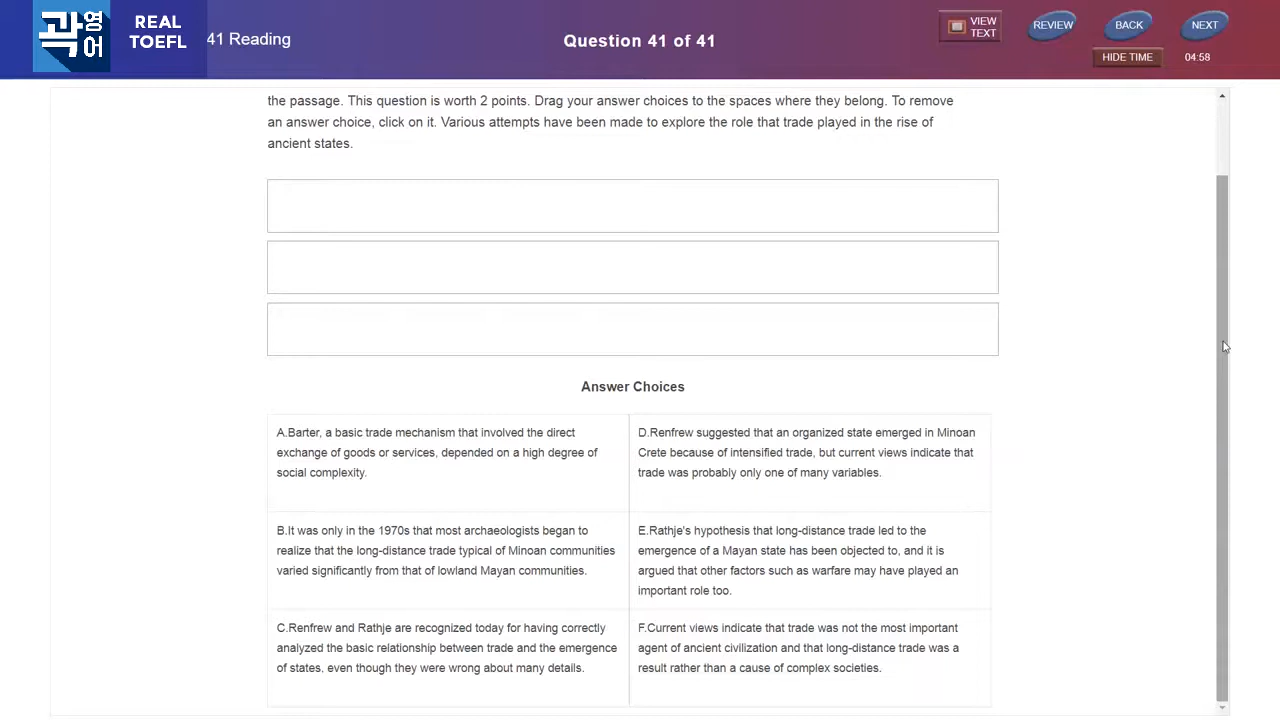 광
영
어
REAL
TOEFL
41 Reading
Question 41 of 41
VIEW
TEXT
REVIEW
BACK
NEXT
HIDE TIME
04:58
the passage. This question is worth 2 points. Drag your answer choices to the spaces where they belong. To remove
an answer choice, click on it. Various attempts have been made to explore the role that trade played in the rise of
ancient states.
Answer Choices
A.Barter, a basic trade mechanism that involved the direct
exchange of goods or services, depended on a high degree of
social complexity.
D.Renfrew suggested that an organized state emerged in Minoan
Crete because of intensified trade, but current views indicate that
trade was probably only one of many variables.
B.It was only in the 1970s that most archaeologists began to
realize that the long-distance trade typical of Minoan communities
varied significantly from that of lowland Mayan communities.
E.Rathje's hypothesis that long-distance trade led to the
emergence of a Mayan state has been objected to, and it is
argued that other factors such as warfare may have played an
important role too.
C.Renfrew and Rathje are recognized today for having correctly
analyzed the basic relationship between trade and the emergence
of states, even though they were wrong about many details.
F.Current views indicate that trade was not the most important
agent of ancient civilization and that long-distance trade was a
result rather than a cause of complex societies.